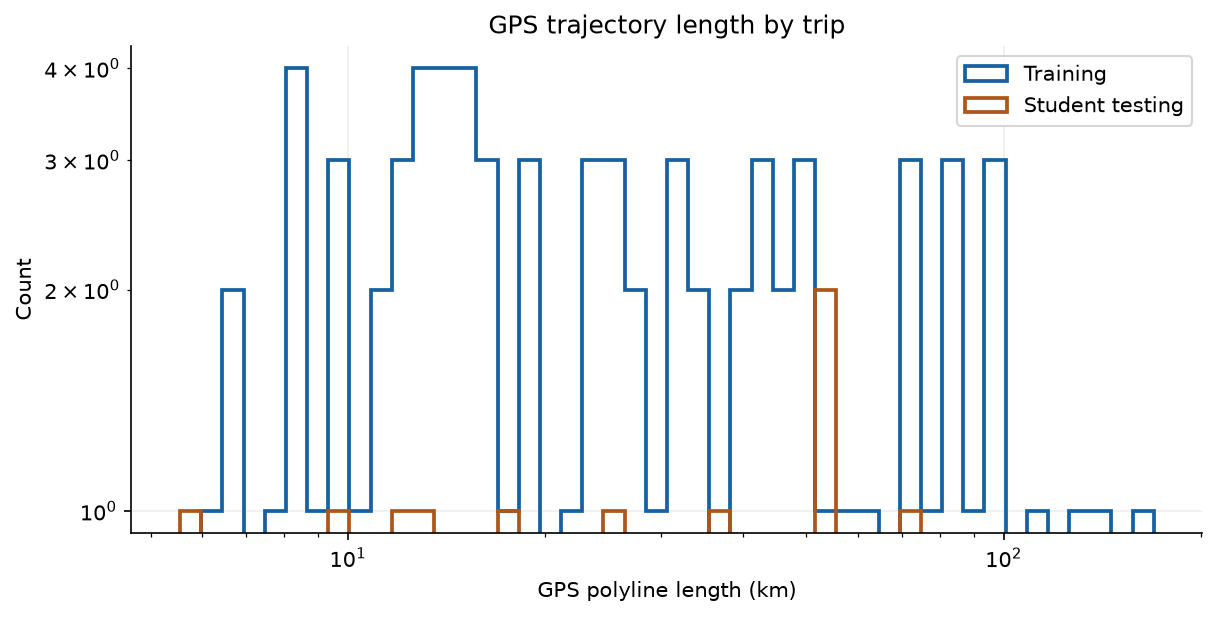 GPS trajectory length by trip
Training
Student testing
4 × 10⁰
3 × 10⁰
2 × 10⁰
10⁰
Count
10¹
10²
GPS polyline length (km)